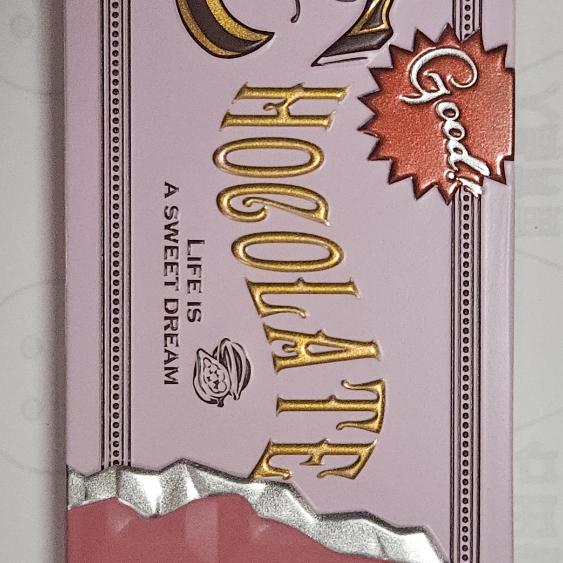 CHOCOLATE
Good!!
LIFE IS
A SWEET DREAM